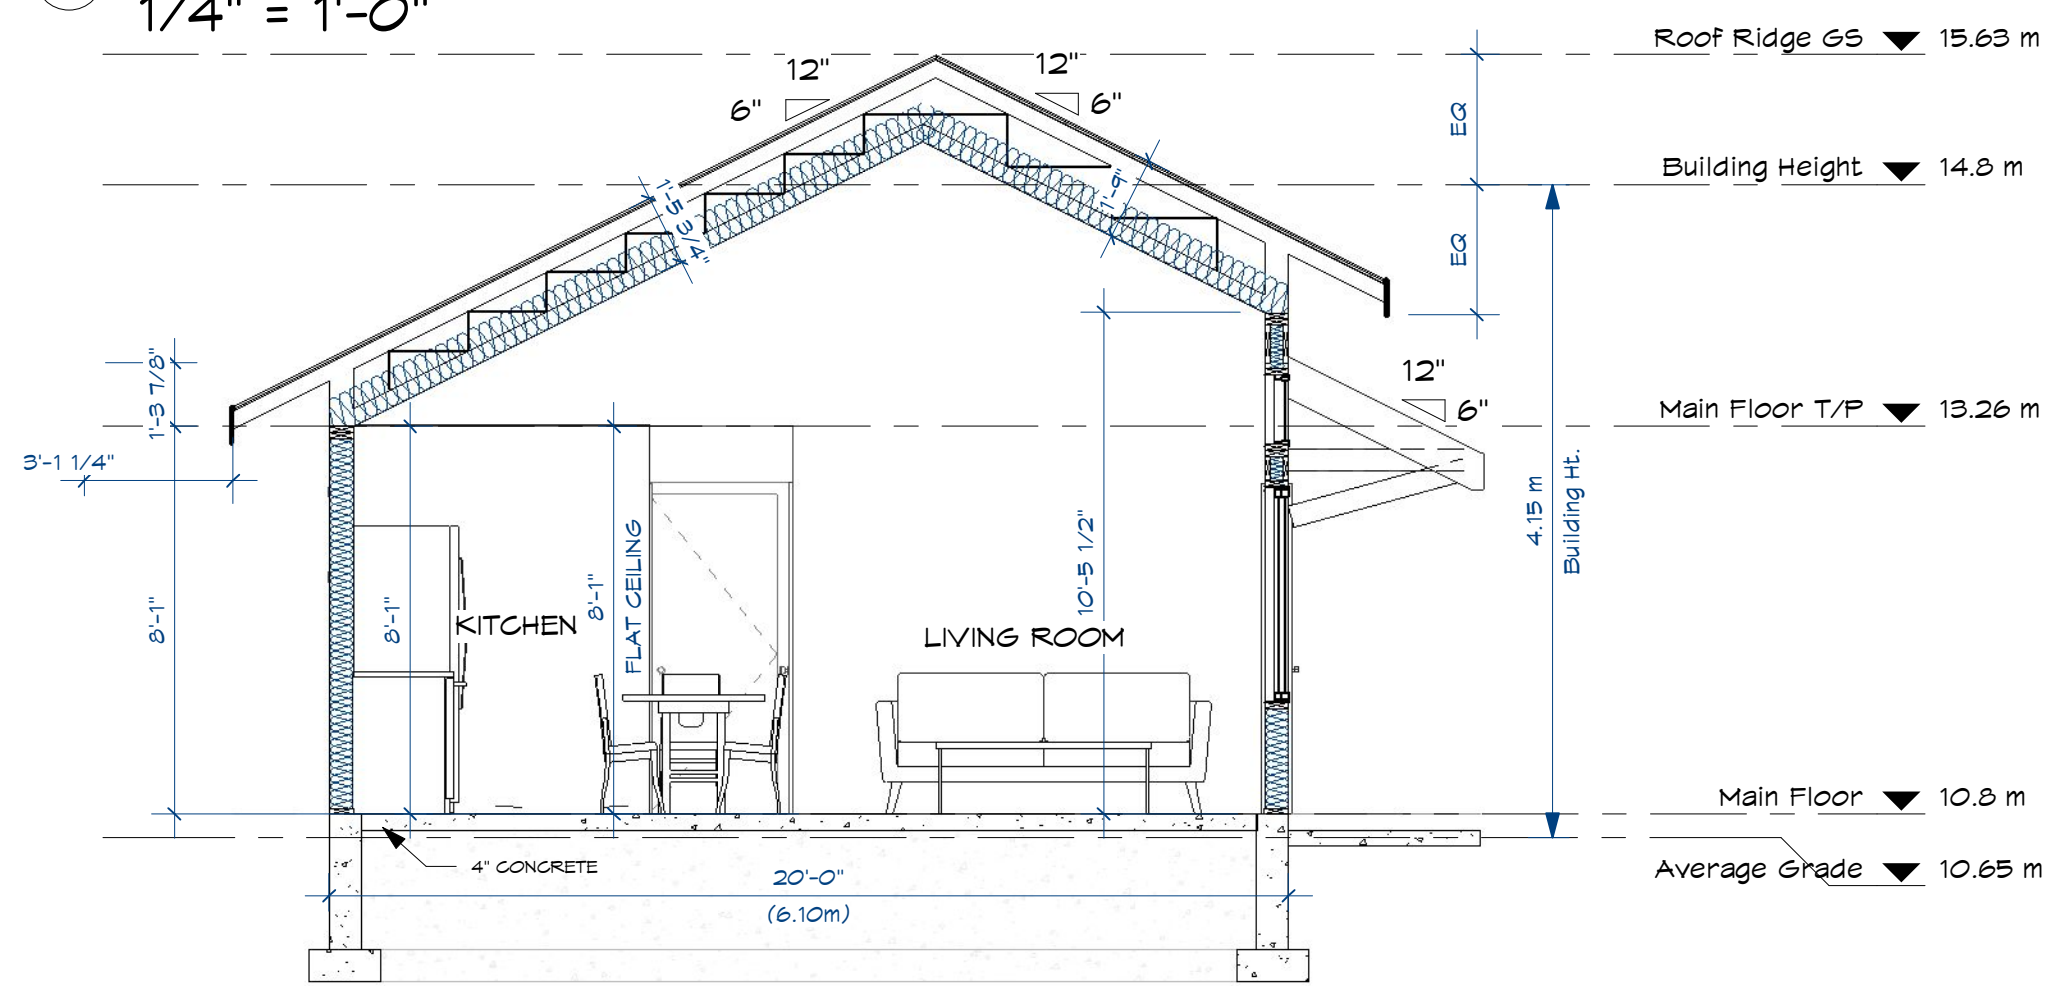 1/4" = 1'-0"
Roof Ridge GS 15.63 m
12"
12"
6"
6"
EQ
Building Height 14.8 m
1'-5 3/4"
1'-9"
EQ
1'-3 7/8"
12"
6"
Main Floor T/P 13.26 m
3'-1 1/4"
8'-1"
8'-1"
KITCHEN
8'-1"
FLAT CEILING
LIVING ROOM
10'-5 1/2"
4.15 m
Building Ht.
Main Floor 10.8 m
4" CONCRETE
20'-0"
(6.10m)
Average Grade 10.65 m